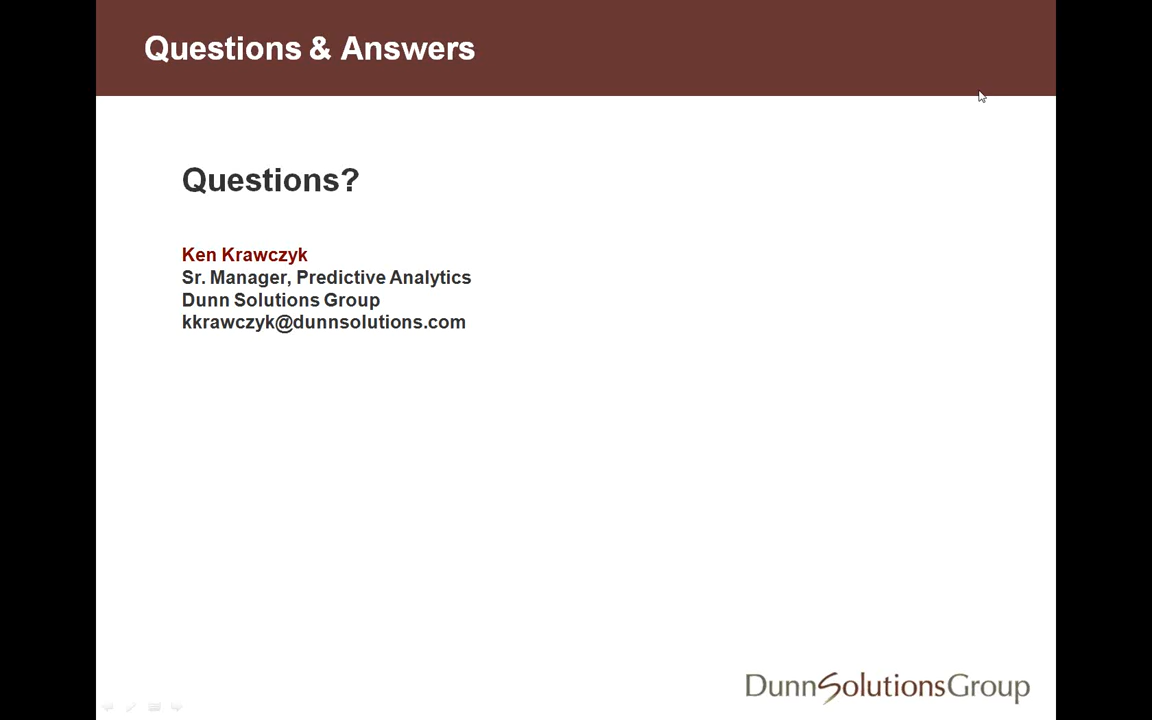 Questions & Answers
Questions?
Ken Krawczyk
Sr. Manager, Predictive Analytics
Dunn Solutions Group
kkrawczyk@dunnsolutions.com
DunnSolutionsGroup